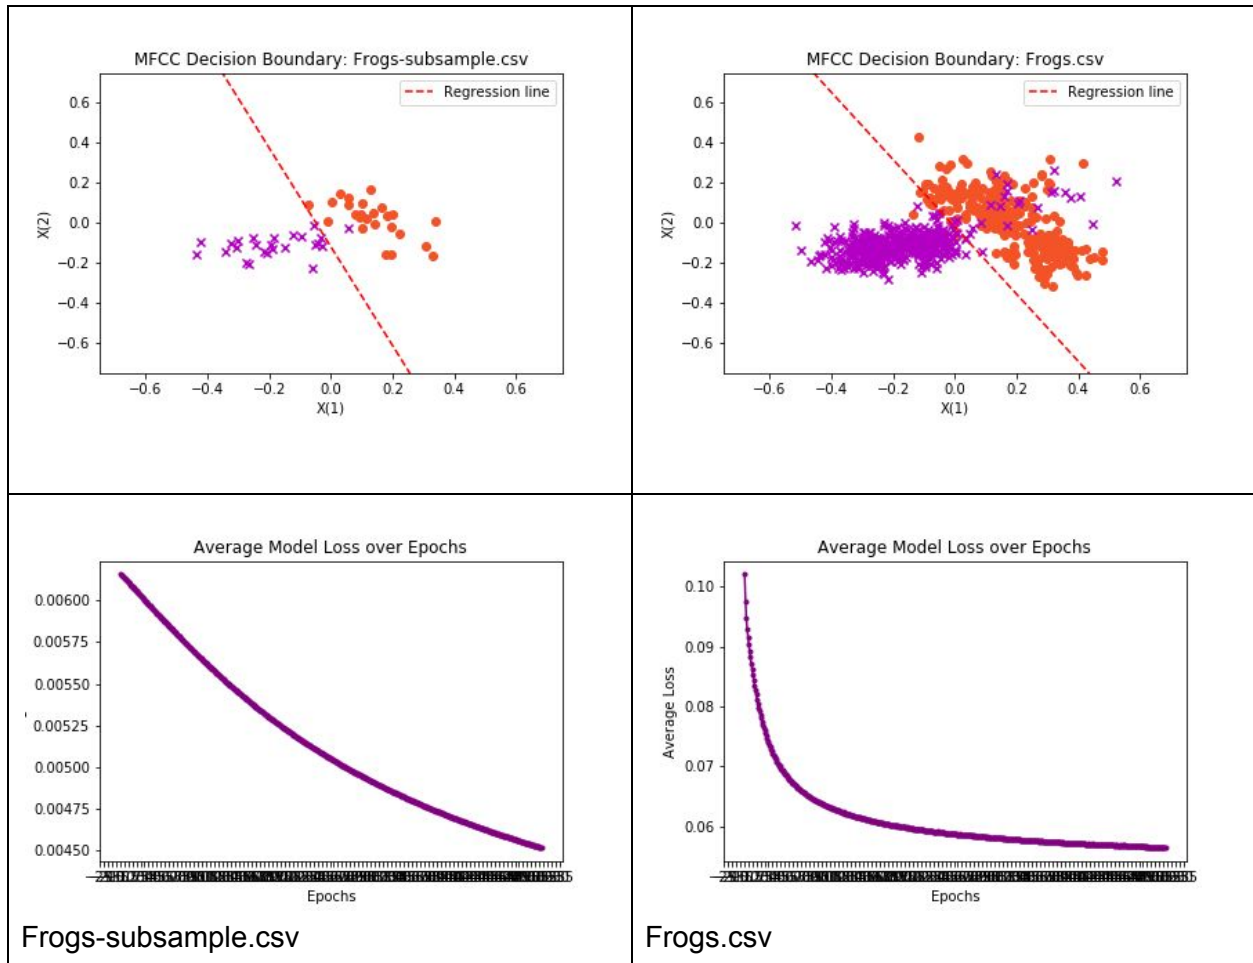 MFCC Decision Boundary: Frogs-subsample.csv
Regression line
0.6
0.4
0.2
0.0
−0.2
−0.4
−0.6
X(2)
−0.6 −0.4 −0.2 0.0 0.2 0.4 0.6
X(1)
MFCC Decision Boundary: Frogs.csv
Regression line
0.6
0.4
0.2
0.0
−0.2
−0.4
−0.6
X(2)
−0.6 −0.4 −0.2 0.0 0.2 0.4 0.6
X(1)
Average Model Loss over Epochs
0.00600
0.00575
0.00550
0.00525
0.00500
0.00475
0.00450
Epochs
Frogs-subsample.csv
Average Model Loss over Epochs
0.10
0.09
0.08
0.07
0.06
Average Loss
Epochs
Frogs.csv